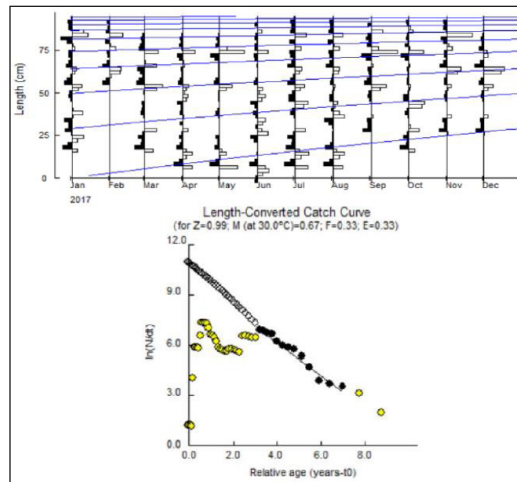 75
Length (cm)
50
25
0
Jan Feb Mar Apr May Jun Jul Aug Sep Oct Nov Dec
2017
Length-Converted Catch Curve
(for Z=0.99; M (at 30.0°C)=0.67; F=0.33; E=0.33)
12.0
9.0
ln(N/dt)
6.0
3.0
0.0
0.0 2.0 4.0 6.0 8.0
Relative age (years-t0)